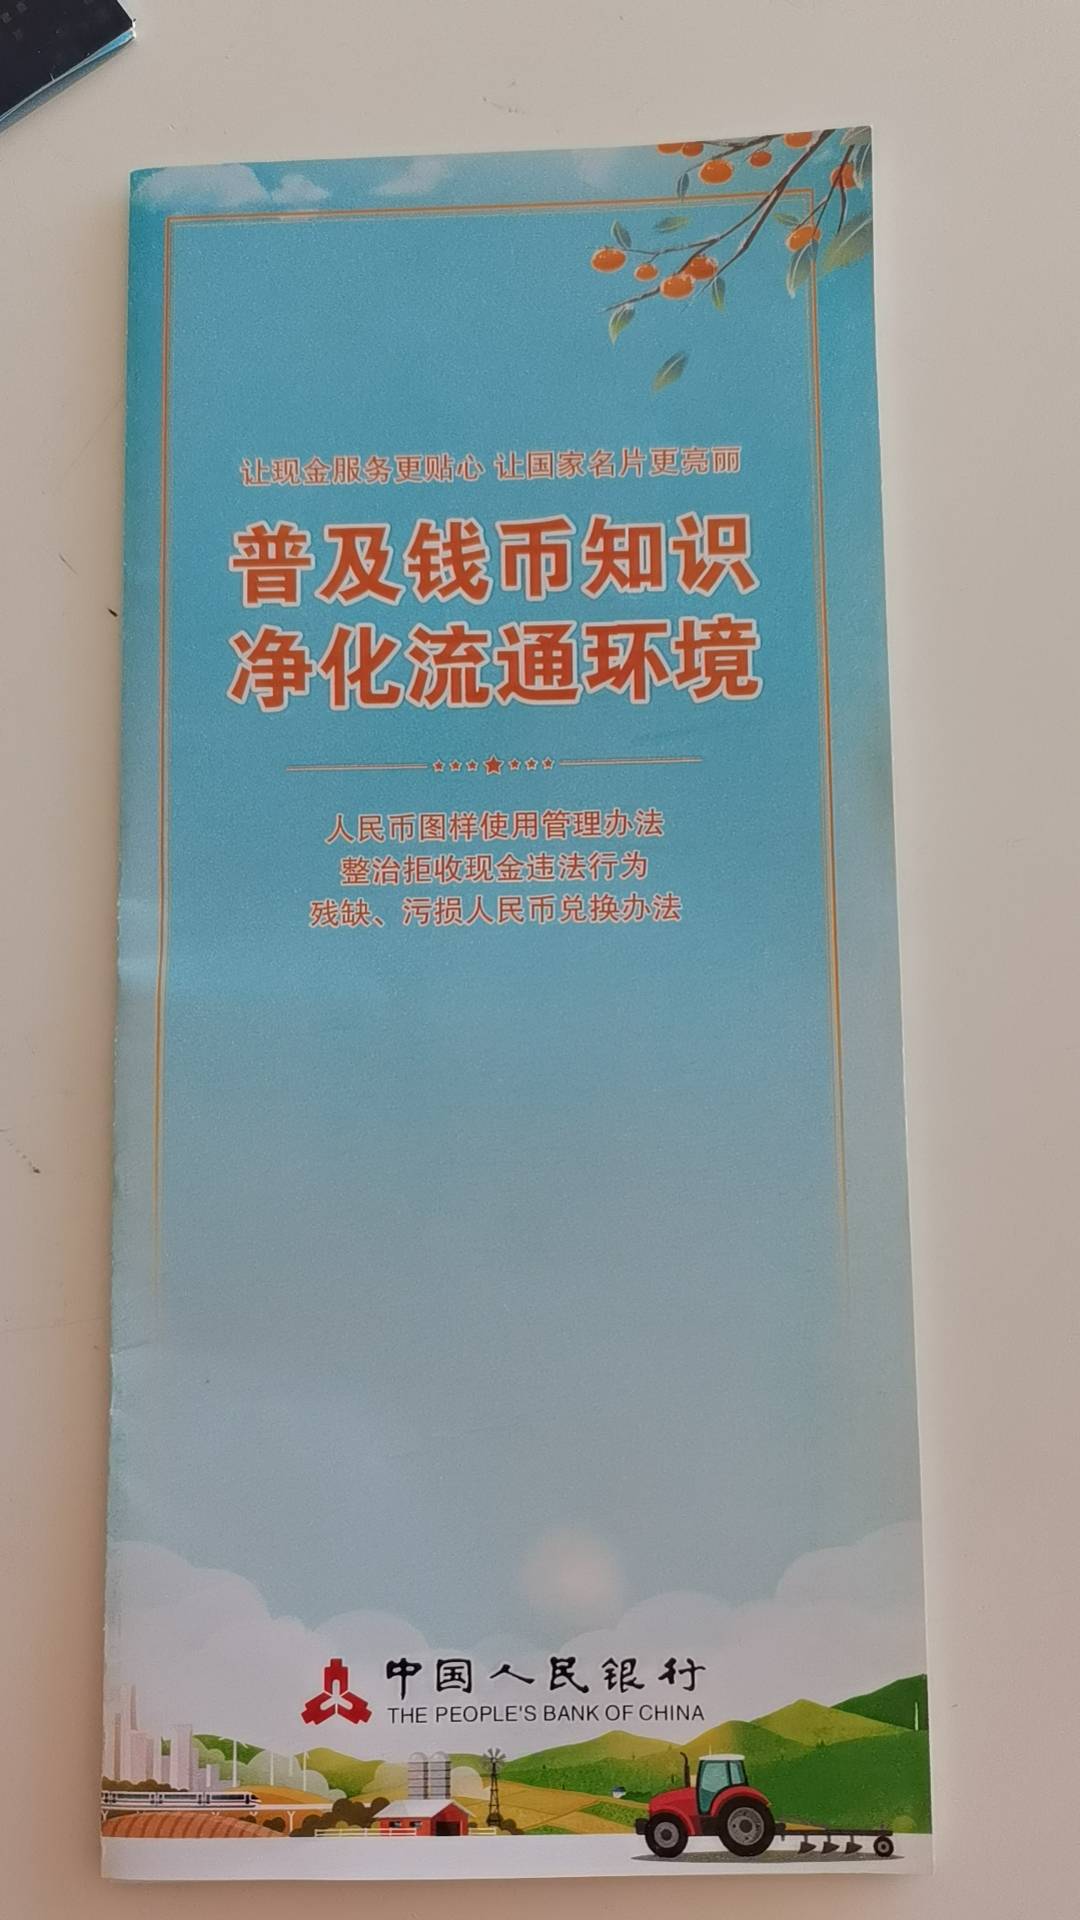 让现金服务更贴心 让国家名片更亮丽
普及钱币知识
净化流通环境
人民币图样使用管理办法
整治拒收现金违法行为
残缺、污损人民币兑换办法
中国人民银行
THE PEOPLE'S BANK OF CHINA